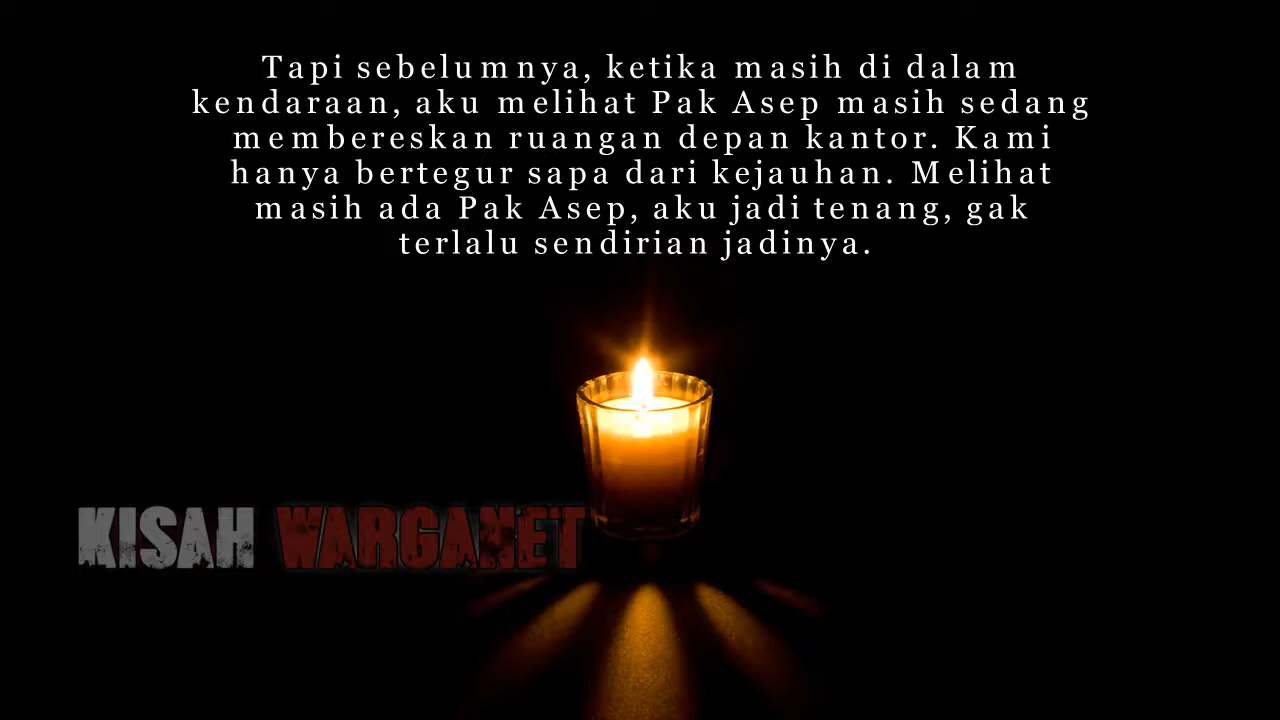 Tapi sebelumnya, ketika masih di dalam
kendaraan, aku melihat Pak Asep masih sedang
membereskan ruangan depan kantor. Kami
hanya bertegur sapa dari kejauhan. Melihat
masih ada Pak Asep, aku jadi tenang, gak
terlalu sendirian jadinya.
KISAH WARGANET